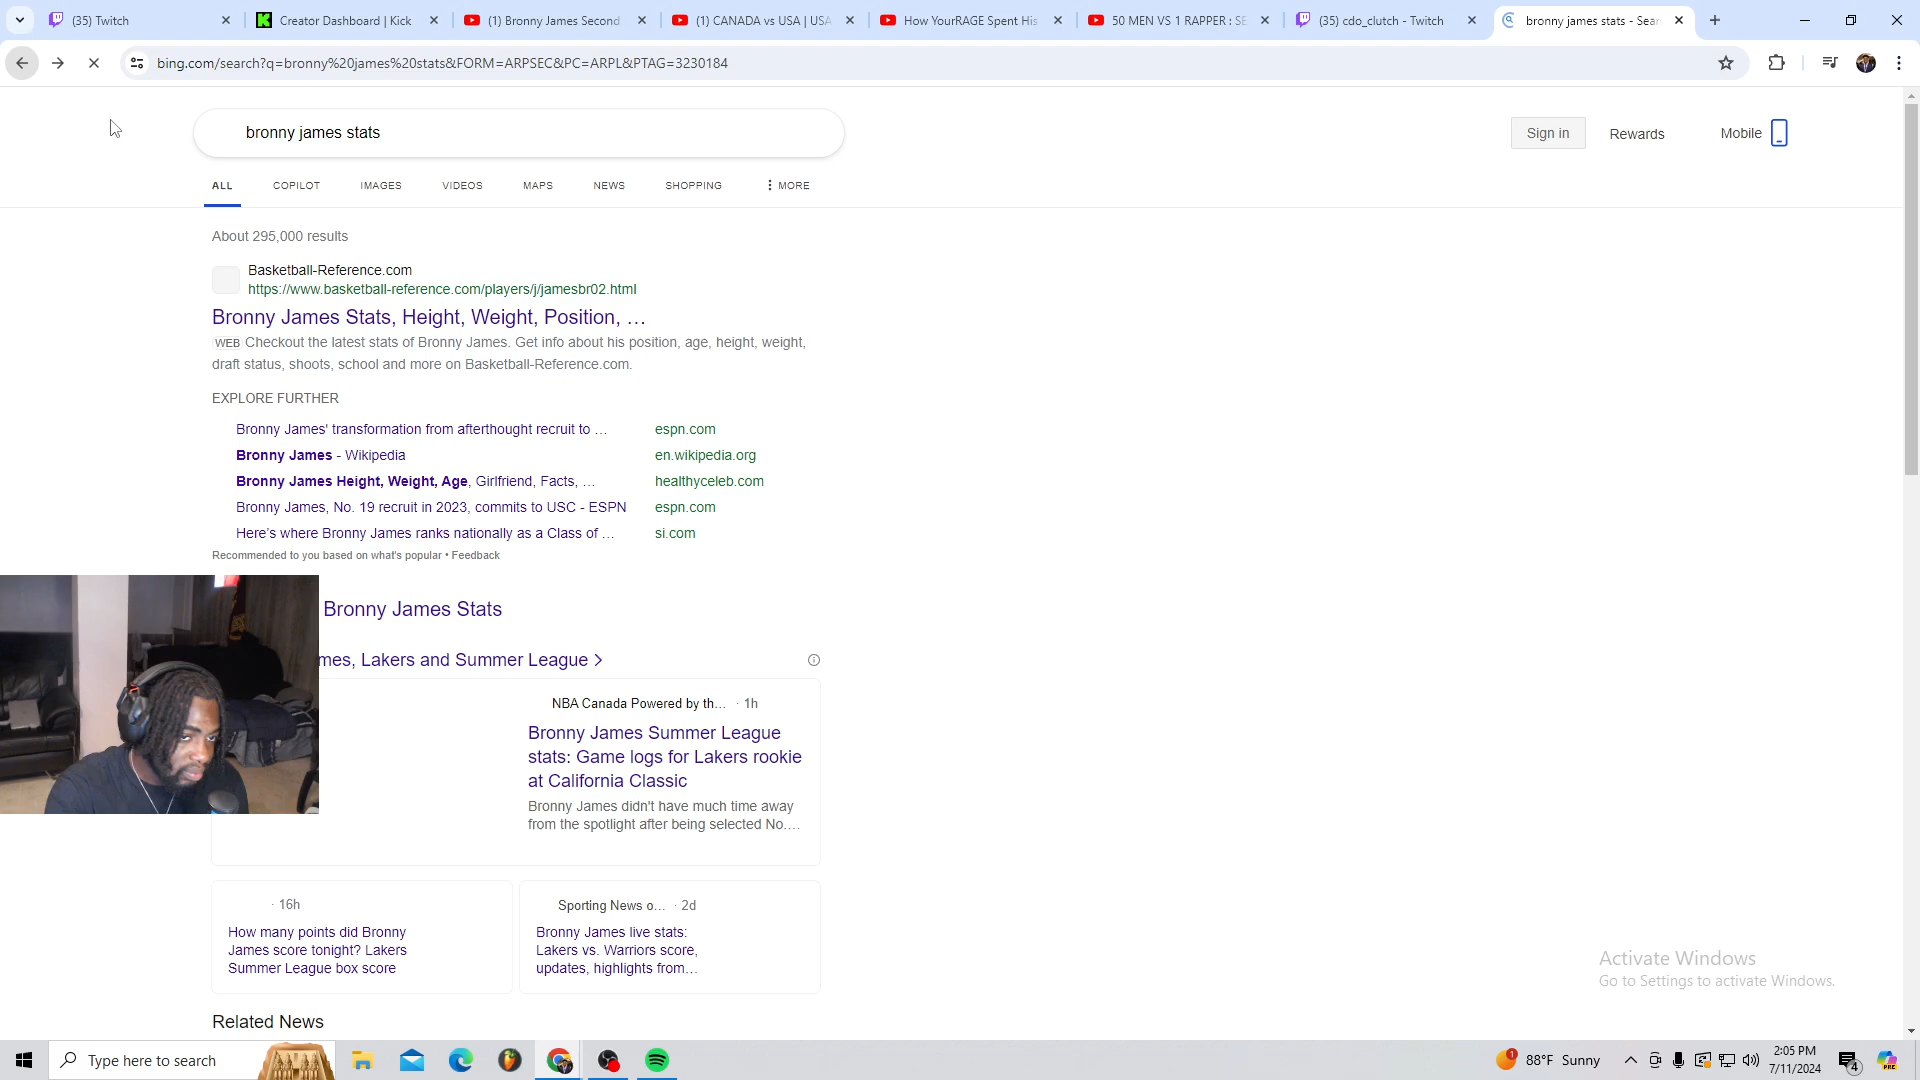 (35) Twitch
Creator Dashboard | Kick
(1) Bronny James Second
(1) CANADA vs USA | USA
How YourRAGE Spent His
50 MEN VS 1 RAPPER : SE
(35) cdo_clutch - Twitch
bronny james stats - Sear
bing.com/search?q=bronny%20james%20stats&FORM=ARPSEC&PC=ARPL&PTAG=3230184
bronny james stats
Sign in
Rewards
Mobile
ALL
COPILOT
IMAGES
VIDEOS
MAPS
NEWS
SHOPPING
MORE
About 295,000 results
Basketball-Reference.com
https://www.basketball-reference.com/players/j/jamesbr02.html
Bronny James Stats, Height, Weight, Position, …
WEB Checkout the latest stats of Bronny James. Get info about his position, age, height, weight,
draft status, shoots, school and more on Basketball-Reference.com.
EXPLORE FURTHER
Bronny James' transformation from afterthought recruit to … espn.com
Bronny James - Wikipedia en.wikipedia.org
Bronny James Height, Weight, Age, Girlfriend, Facts, … healthyceleb.com
Bronny James, No. 19 recruit in 2023, commits to USC - ESPN espn.com
Here's where Bronny James ranks nationally as a Class of … si.com
Recommended to you based on what's popular • Feedback
Bronny James Stats
mes, Lakers and Summer League
NBA Canada Powered by th… · 1h
Bronny James Summer League
stats: Game logs for Lakers rookie
at California Classic
Bronny James didn't have much time away
from the spotlight after being selected No.…
· 16h
How many points did Bronny
James score tonight? Lakers
Summer League box score
Sporting News o… · 2d
Bronny James live stats:
Lakers vs. Warriors score,
updates, highlights from…
Related News
Activate Windows
Go to Settings to activate Windows.
Type here to search
1
88°F Sunny
2:05 PM
7/11/2024
4
PRE